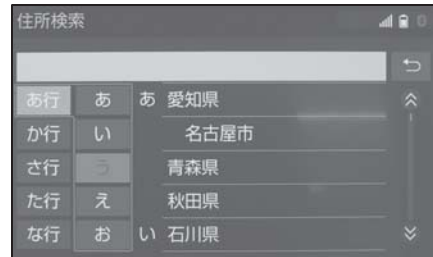 住所検索
あ行 あ あ 愛知県
か行 い 名古屋市
さ行 う 青森県
た行 え 秋田県
な行 お い 石川県